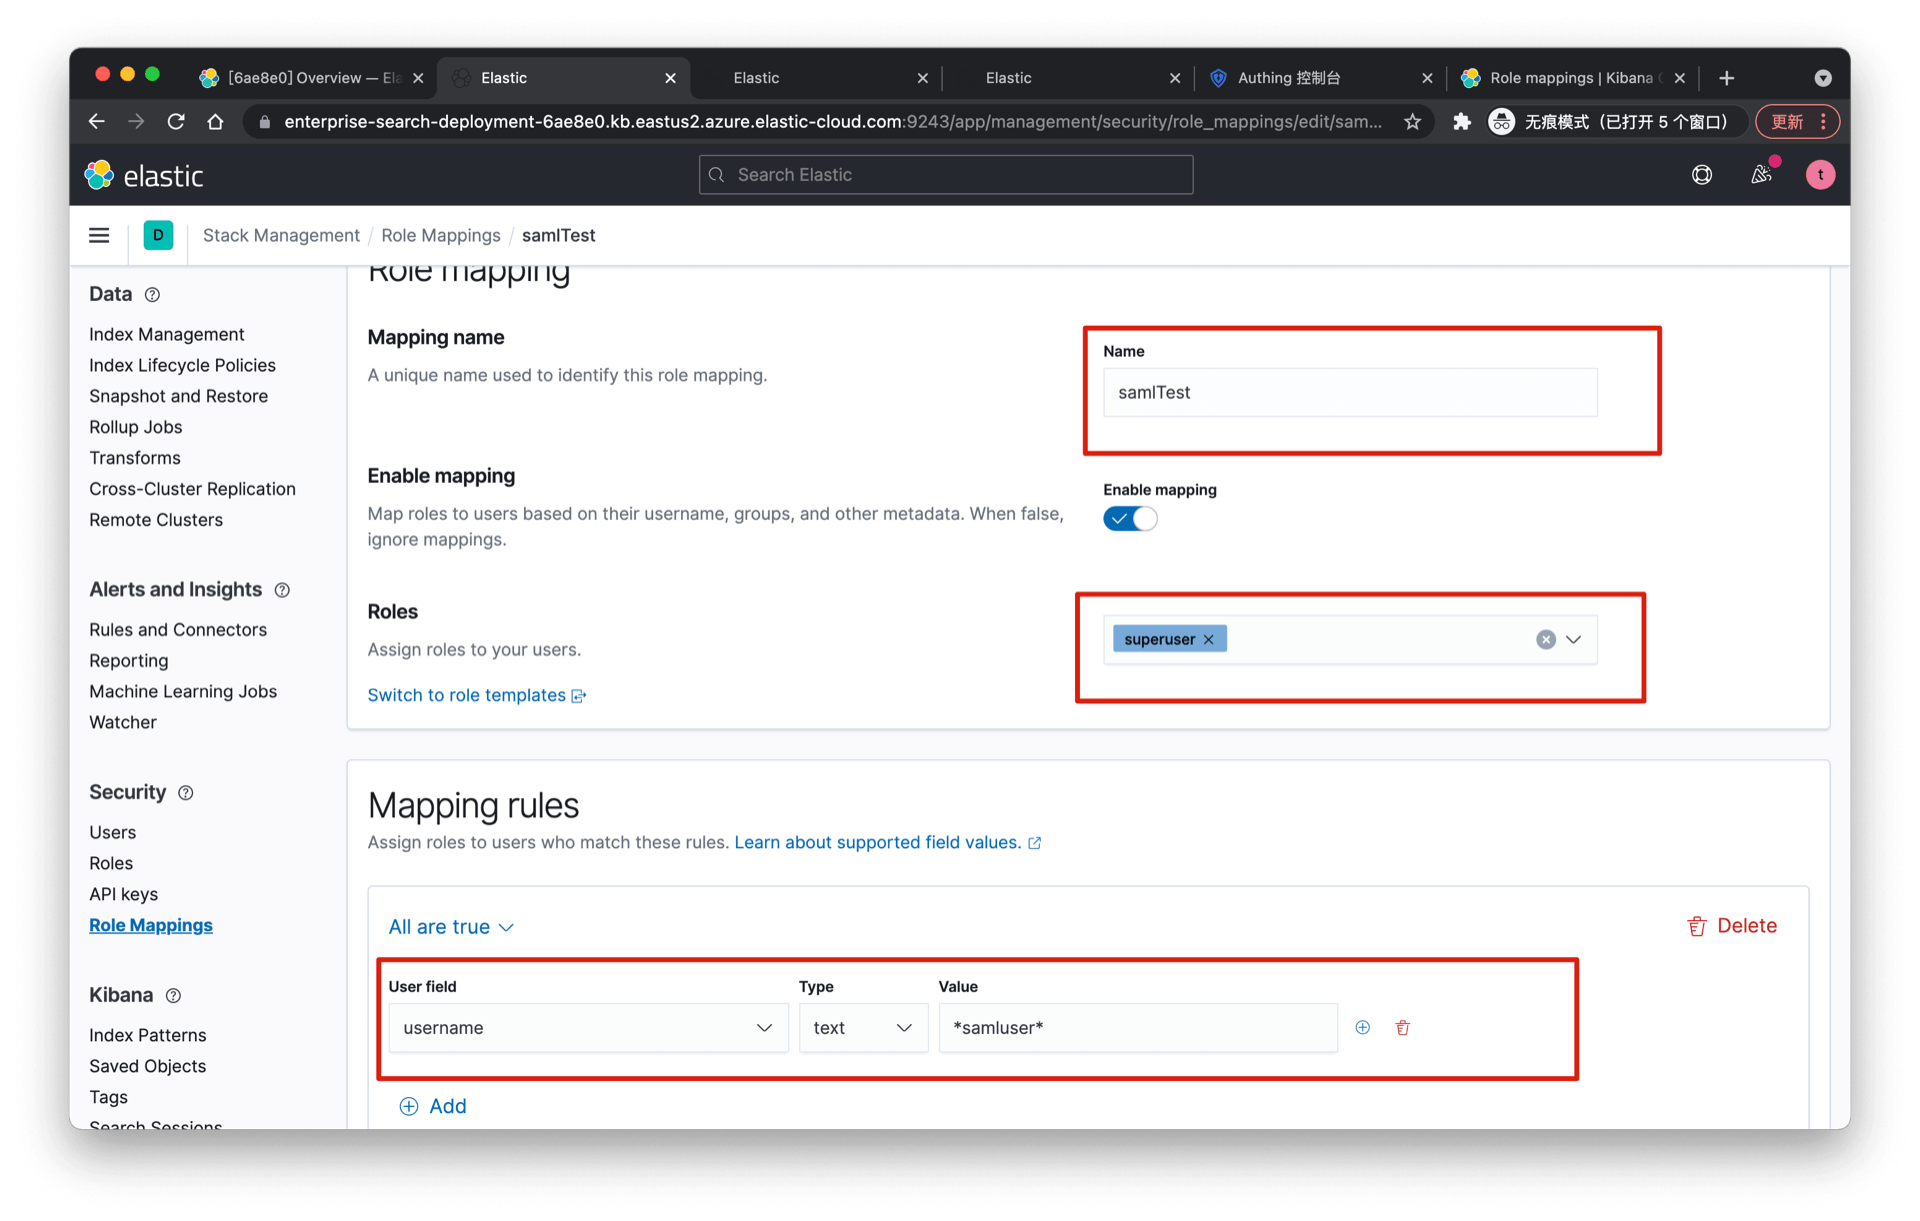 [6ae8e0] Overview — Ela
Elastic
Elastic
Elastic
Authing 控制台
Role mappings | Kibana
enterprise-search-deployment-6ae8e0.kb.eastus2.azure.elastic-cloud.com:9243/app/management/security/role_mappings/edit/sam...
无痕模式（已打开 5 个窗口）
更新
elastic
Search Elastic
t
D
Stack Management / Role Mappings / samlTest
Role mapping
Data
Index Management
Index Lifecycle Policies
Snapshot and Restore
Rollup Jobs
Transforms
Cross-Cluster Replication
Remote Clusters
Alerts and Insights
Rules and Connectors
Reporting
Machine Learning Jobs
Watcher
Security
Users
Roles
API keys
Role Mappings
Kibana
Index Patterns
Saved Objects
Tags
Search Sessions
Mapping name
A unique name used to identify this role mapping.
Name
samlTest
Enable mapping
Map roles to users based on their username, groups, and other metadata. When false,
ignore mappings.
Enable mapping
Roles
Assign roles to your users.
Switch to role templates
superuser
Mapping rules
Assign roles to users who match these rules. Learn about supported field values.
All are true
Delete
User field
Type
Value
username
text
*samluser*
Add